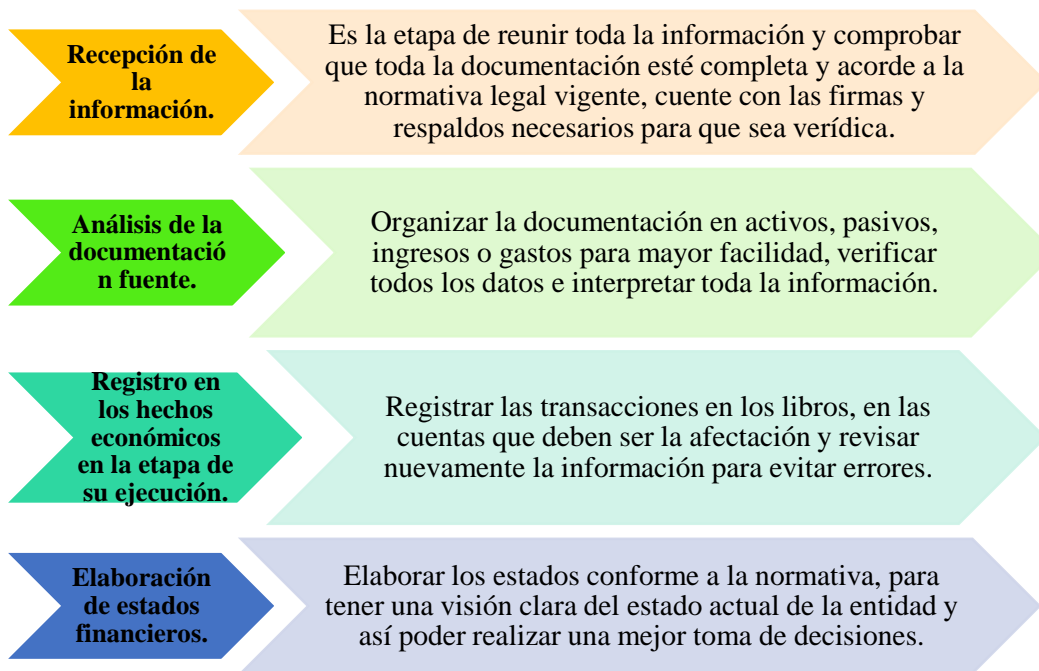 Recepción de
la
información.
Es la etapa de reunir toda la información y comprobar
que toda la documentación esté completa y acorde a la
normativa legal vigente, cuente con las firmas y
respaldos necesarios para que sea verídica.
Análisis de la
documentació
n fuente.
Organizar la documentación en activos, pasivos,
ingresos o gastos para mayor facilidad, verificar
todos los datos e interpretar toda la información.
Registro en
los hechos
económicos
en la etapa de
su ejecución.
Registrar las transacciones en los libros, en las
cuentas que deben ser la afectación y revisar
nuevamente la información para evitar errores.
Elaboración
de estados
financieros.
Elaborar los estados conforme a la normativa, para
tener una visión clara del estado actual de la entidad y
así poder realizar una mejor toma de decisiones.